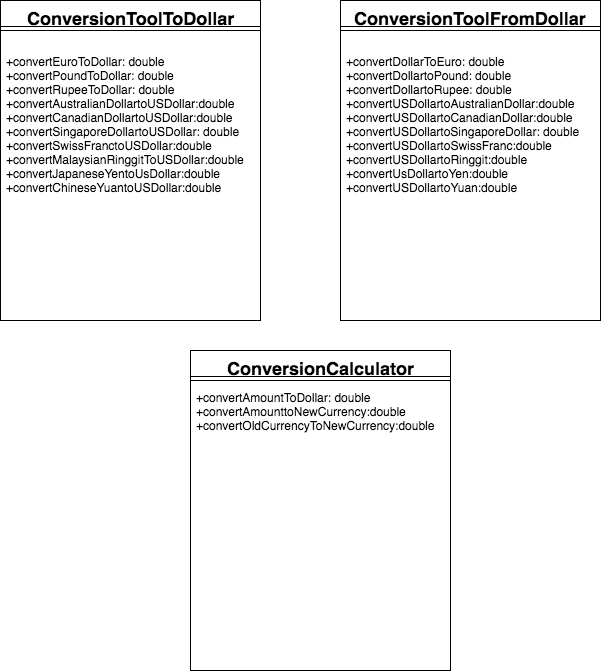 ConversionToolToDollar
+convertEuroToDollar: double
+convertPoundToDollar: double
+convertRupeeToDollar: double
+convertAustralianDollartoUSDollar:double
+convertCanadianDollartoUSDollar:double
+convertSingaporeDollartoUSDollar: double
+convertSwissFranctoUSDollar:double
+convertMalaysianRinggitToUSDollar:double
+convertJapaneseYentoUsDollar:double
+convertChineseYuantoUSDollar:double
ConversionToolFromDollar
+convertDollarToEuro: double
+convertDollartoPound: double
+convertDollartoRupee: double
+convertUSDollartoAustralianDollar:double
+convertUSDollartoCanadianDollar:double
+convertUSDollartoSingaporeDollar: double
+convertUSDollartoSwissFranc:double
+convertUSDollartoRinggit:double
+convertUsDollartoYen:double
+convertUSDollartoYuan:double
ConversionCalculator
+convertAmountToDollar: double
+convertAmounttoNewCurrency:double
+convertOldCurrencyToNewCurrency:double